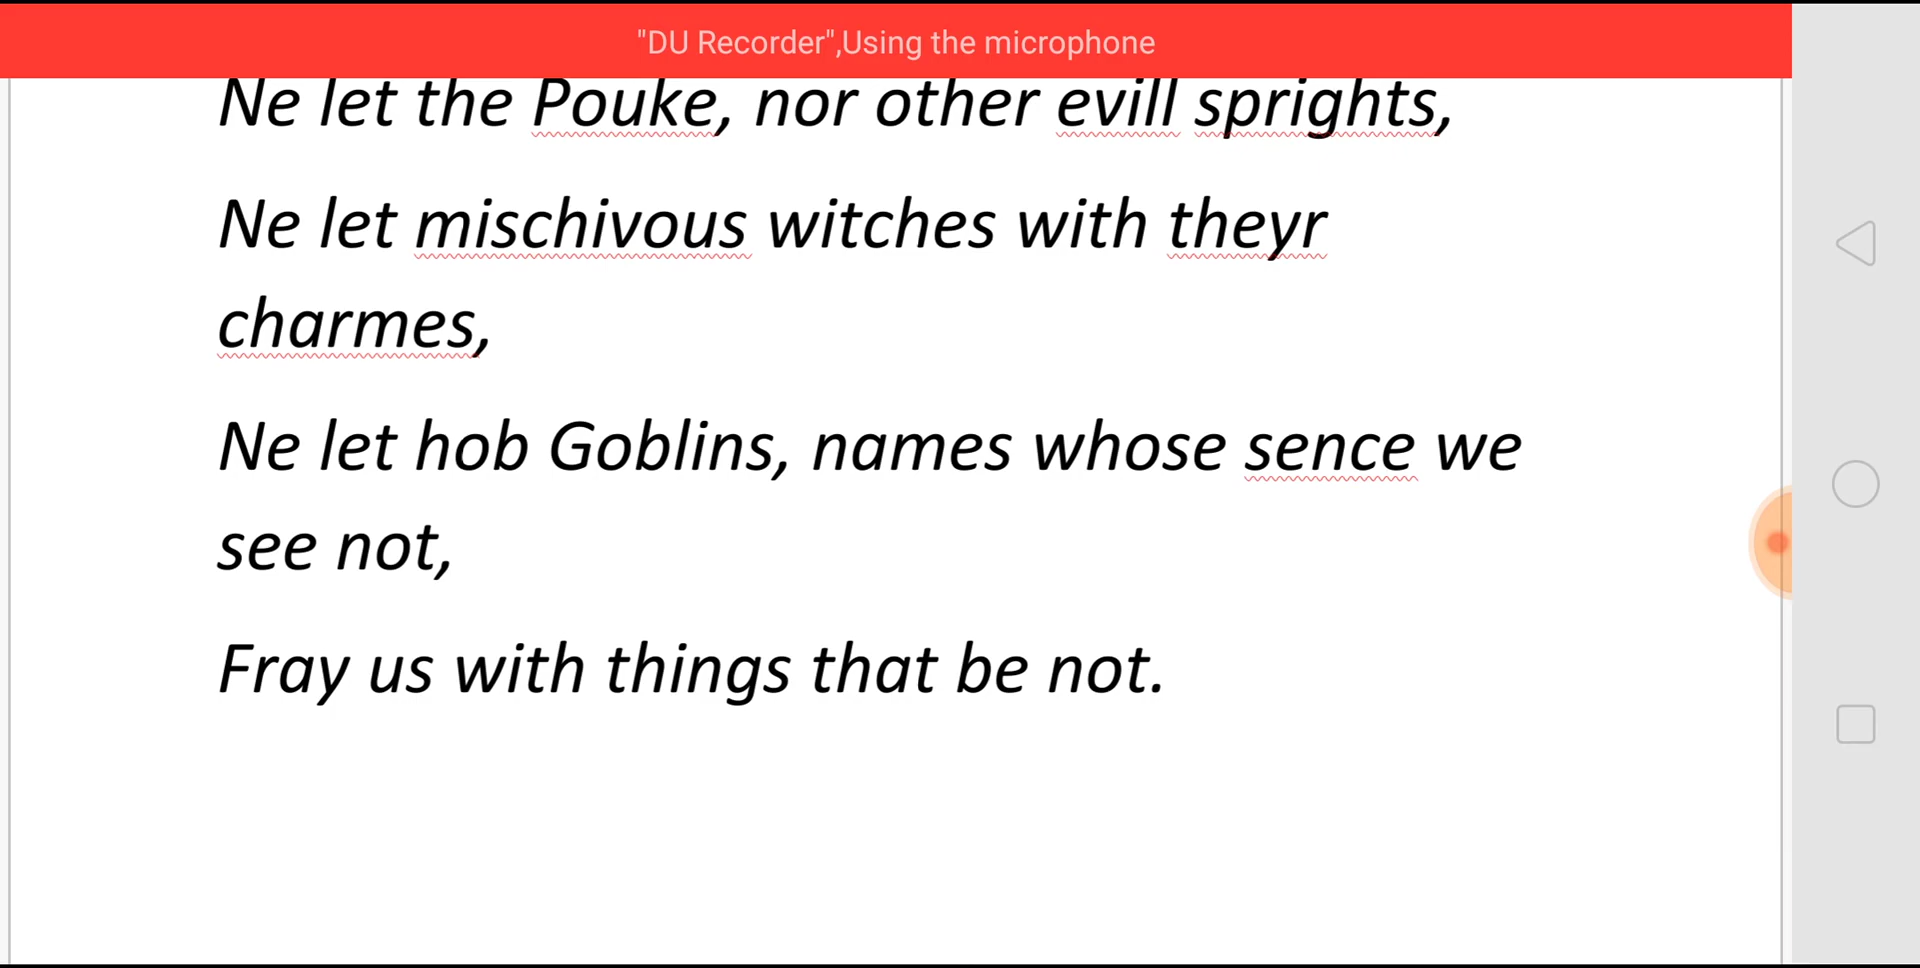 "DU Recorder",Using the microphone
Ne let the Pouke, nor other evill sprights,
Ne let mischivous witches with theyr
charmes,
Ne let hob Goblins, names whose sence we
see not,
Fray us with things that be not.